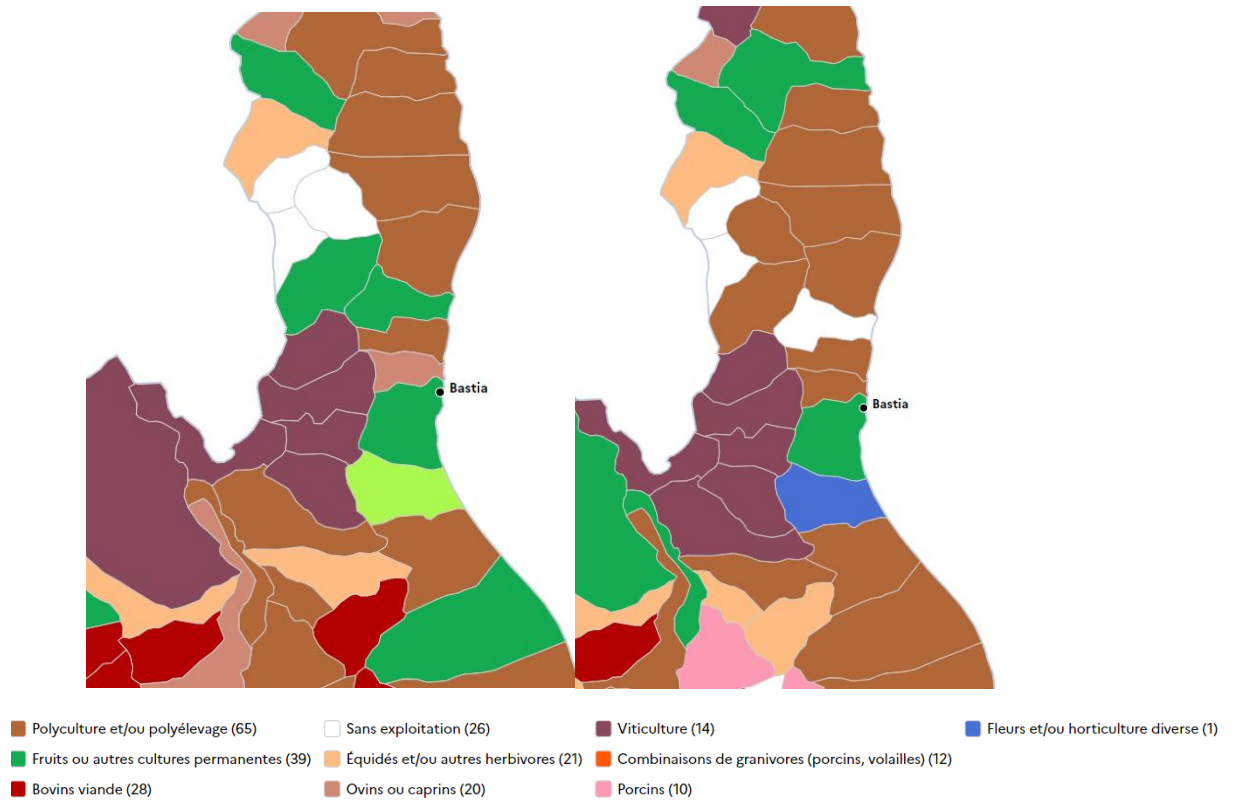 Bastia
Bastia
Polyculture et/ou polyélevage (65)
Sans exploitation (26)
Viticulture (14)
Fleurs et/ou horticulture diverse (1)
Fruits ou autres cultures permanentes (39)
Équidés et/ou autres herbivores (21)
Combinaisons de granivores (porcins, volailles) (12)
Bovins viande (28)
Ovins ou caprins (20)
Porcins (10)